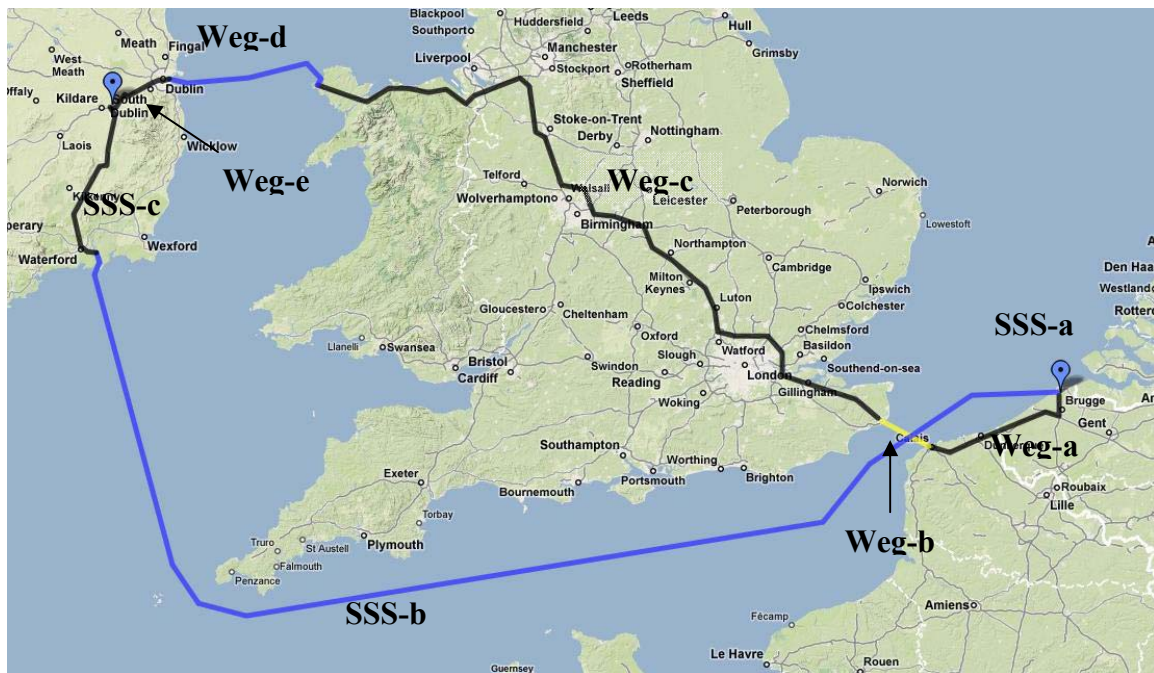 Blackpool
Southport
Huddersfield
Leeds
Hull
Meath
Fingal
Weg-d
West
Meath
Liverpool
Manchester
Grimsby
Stockport
Rotherham
Sheffield
Offaly
Kildare
South
Dublin
Dublin
Laois
Wicklow
Stoke-on-Trent
Derby
Nottingham
Weg-e
Telford
Walsall
Weg-c
Leicester
Norwich
Kilkenny
SSS-c
Wolverhampton
Birmingham
Peterborough
Lowestoft
perary
Wexford
Waterford
Northampton
Cambridge
Den Haa
Milton
Keynes
Ipswich
Westlando
Colchester
Rotterd
Gloucester
Cheltenham
Luton
Oxford
Chelmsford
SSS-a
Llanelli
Swansea
Bristol
Cardiff
Swindon
Slough
Watford
Basildon
Southend-on-sea
Reading
London
Gillingham
Woking
Brugge
Gent
An
Calais
Weg-a
Southampton
Worthing
Exeter
Bournemouth
Portsmouth
Brighton
Roubaix
Lille
Torbay
Weg-b
Truro
St Austell
Plymouth
Falmouth
Penzance
SSS-b
Amiens
Fécamp
Le Havre
Guernsey
Rouen